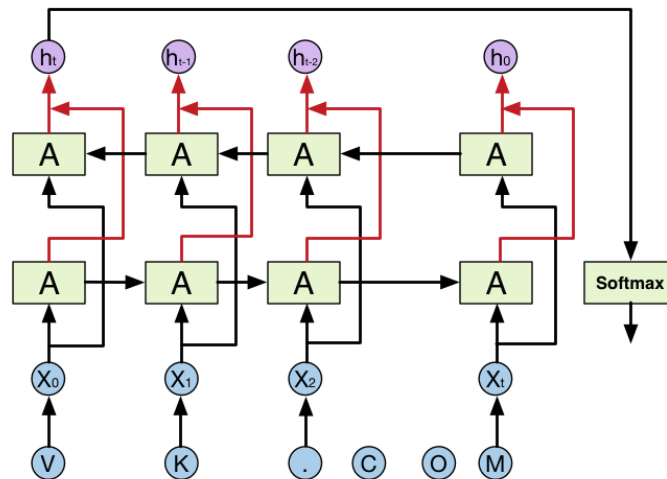 ht ht-1 ht-2 h0
A A A A
A A A A
Softmax
X0 X1 X2 Xt
V K . C O M